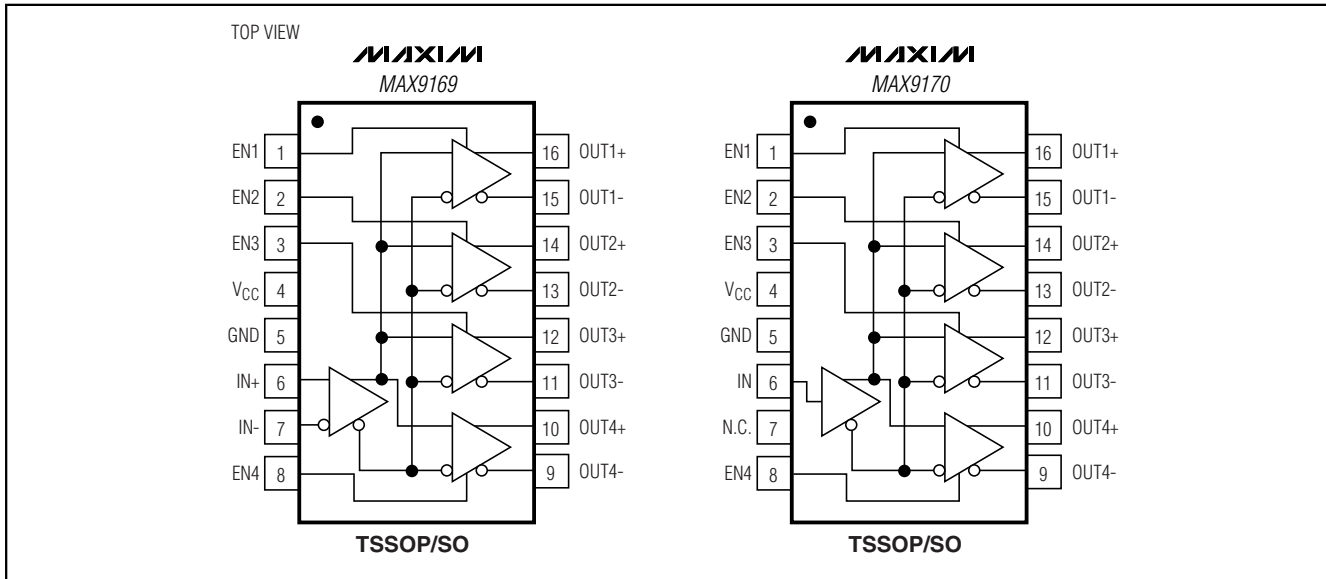 TOP VIEW
MAXIM
MAX9169
EN1 1
EN2 2
EN3 3
VCC 4
GND 5
IN+ 6
IN- 7
EN4 8
16 OUT1+
15 OUT1-
14 OUT2+
13 OUT2-
12 OUT3+
11 OUT3-
10 OUT4+
9 OUT4-
TSSOP/SO
MAXIM
MAX9170
EN1 1
EN2 2
EN3 3
VCC 4
GND 5
IN 6
N.C. 7
EN4 8
16 OUT1+
15 OUT1-
14 OUT2+
13 OUT2-
12 OUT3+
11 OUT3-
10 OUT4+
9 OUT4-
TSSOP/SO